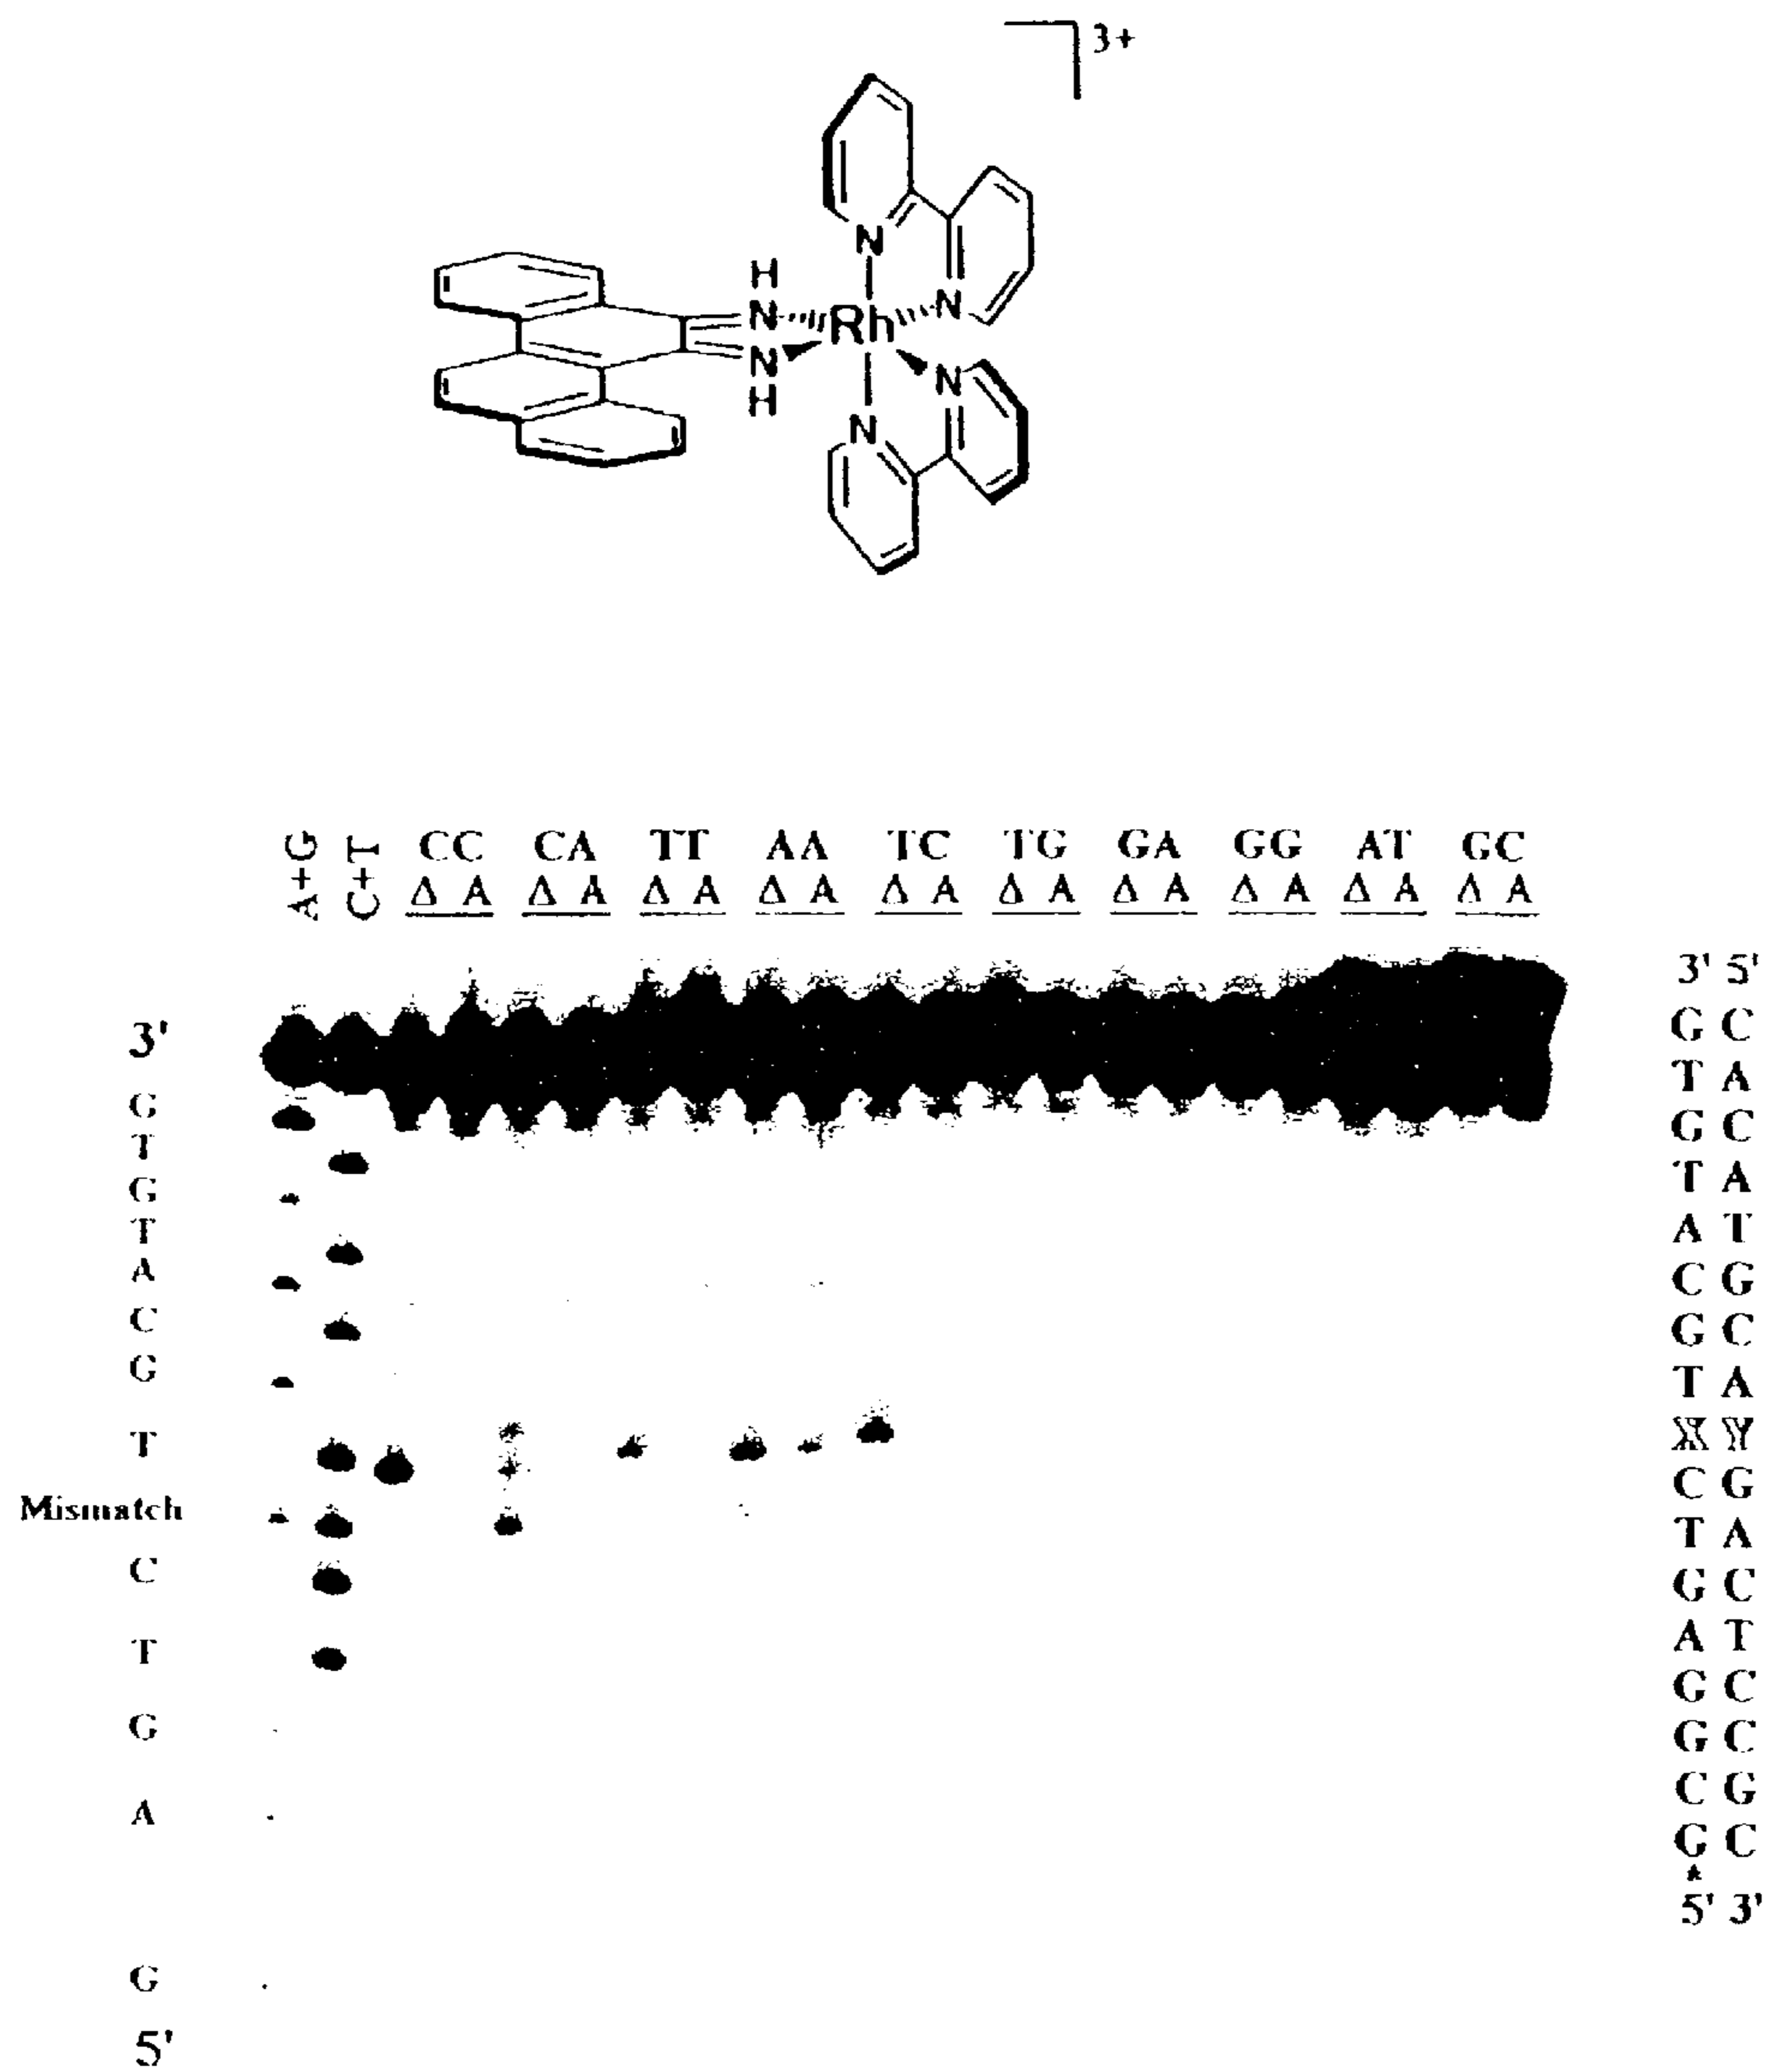 3+
N
N
H
N
Rh
N
N
H
N
A+G C+T CC CA TT AA TC TG GA GG AT GC
Δ A Δ A Δ A Δ A Δ A Δ A Δ A Δ A Δ A Δ A
3' 5'
3'
G C
T A
G
G C
T
T A
G
A T
T
C G
A
G C
C
T A
G
X Y
T
C G
Mismatch
T A
C
G C
A T
T
G C
G
G C
C G
A
G C
*
5' 3'
G
5'